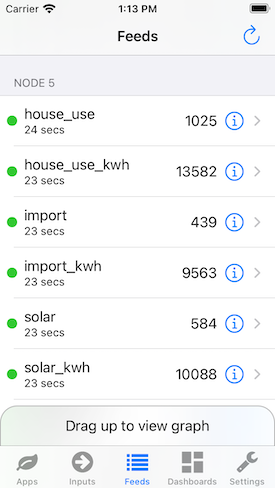 Carrier 1:13 PM
Feeds
NODE 5
house_use 1025
24 secs
house_use_kwh 13582
23 secs
import 439
23 secs
import_kwh 9563
23 secs
solar 584
23 secs
solar_kwh 10088
23 secs
Drag up to view graph
Apps Inputs Feeds Dashboards Settings